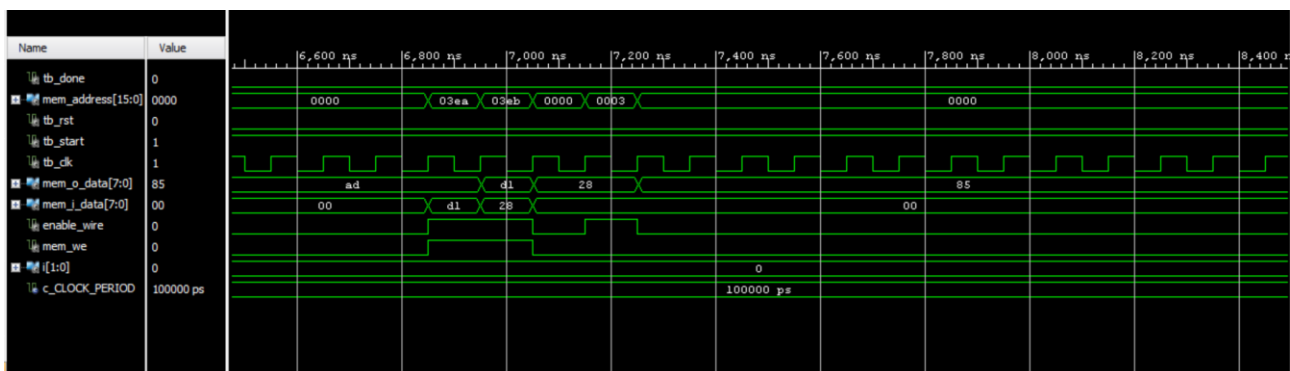 Name Value
6,600 ns 6,800 ns 7,000 ns 7,200 ns 7,400 ns 7,600 ns 7,800 ns 8,000 ns 8,200 ns 8,400 n
tb_done 0
mem_address[15:0] 0000 0000 03ea 03eb 0000 0003 0000
tb_rst 0
tb_start 1
tb_clk 1
mem_o_data[7:0] 85 ad d1 28 85
mem_i_data[7:0] 00 00 d1 28 00
enable_wire 0
mem_we 0
i[1:0] 0 0
c_CLOCK_PERIOD 100000 ps 100000 ps